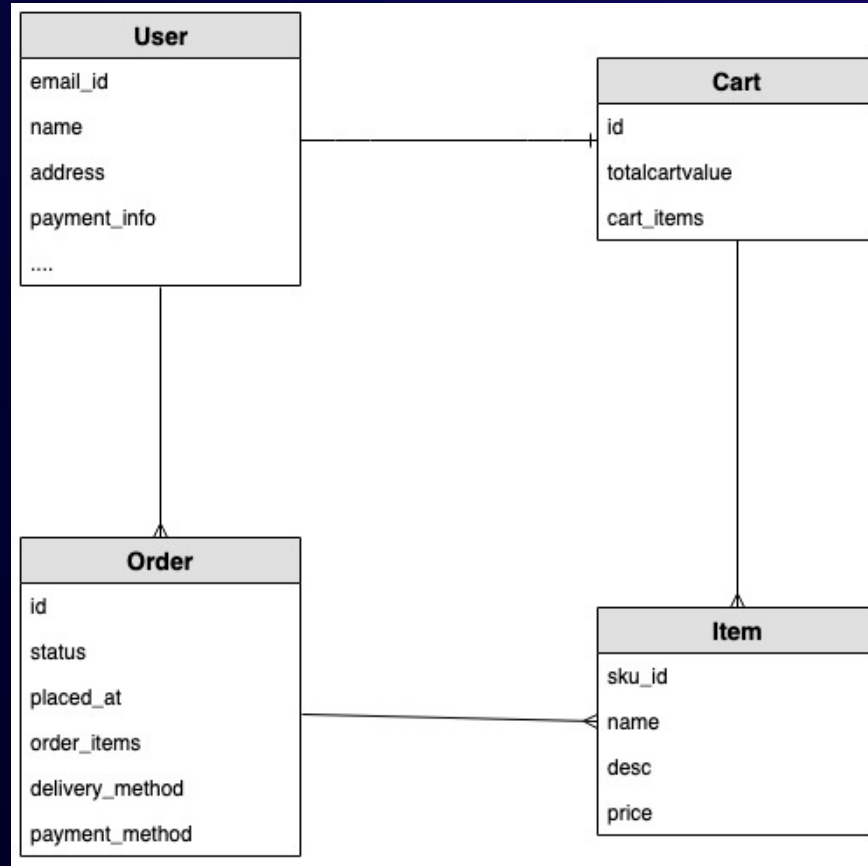 User
email_id
name
address
payment_info
....
Cart
id
totalcartvalue
cart_items
Order
id
status
placed_at
order_items
delivery_method
payment_method
Item
sku_id
name
desc
price